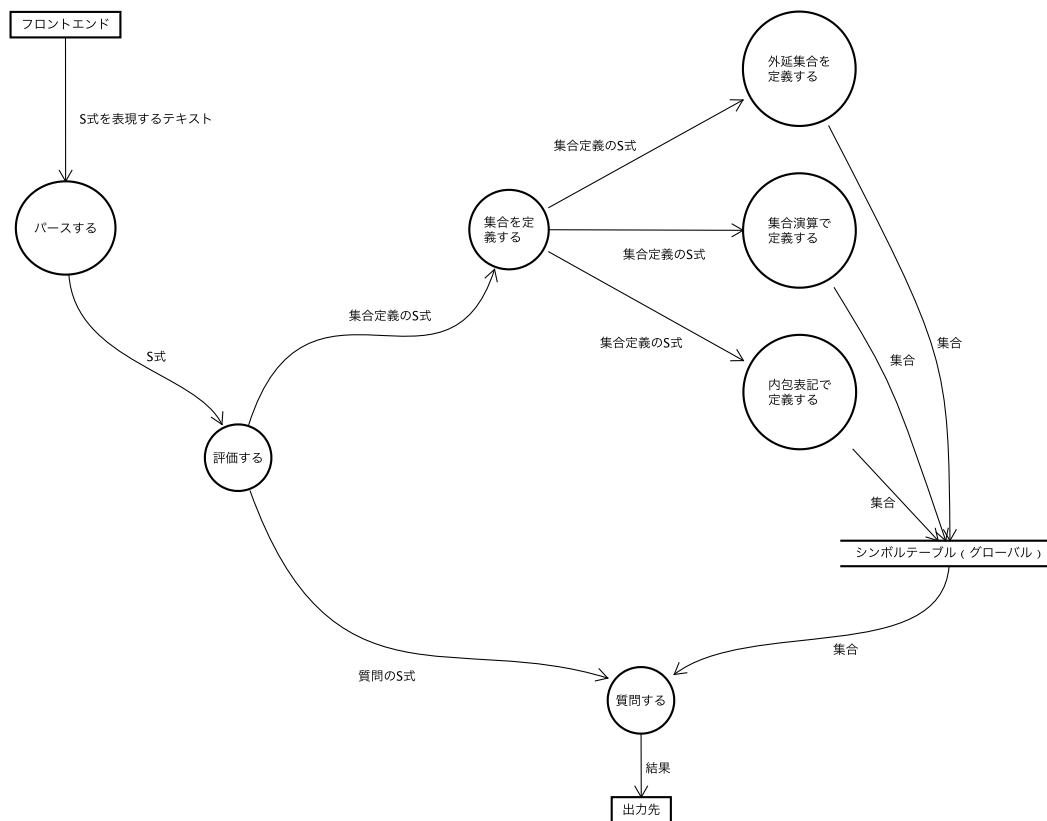 フロントエンド
外延集合を
定義する
S式を表現するテキスト
集合定義のS式
パースする
集合を定
義する
集合演算で
定義する
集合定義のS式
集合定義のS式
集合定義のS式
集合
集合
S式
内包表記で
定義する
評価する
集合
シンボルテーブル ( グローバル )
集合
質問のS式
質問する
結果
出力先